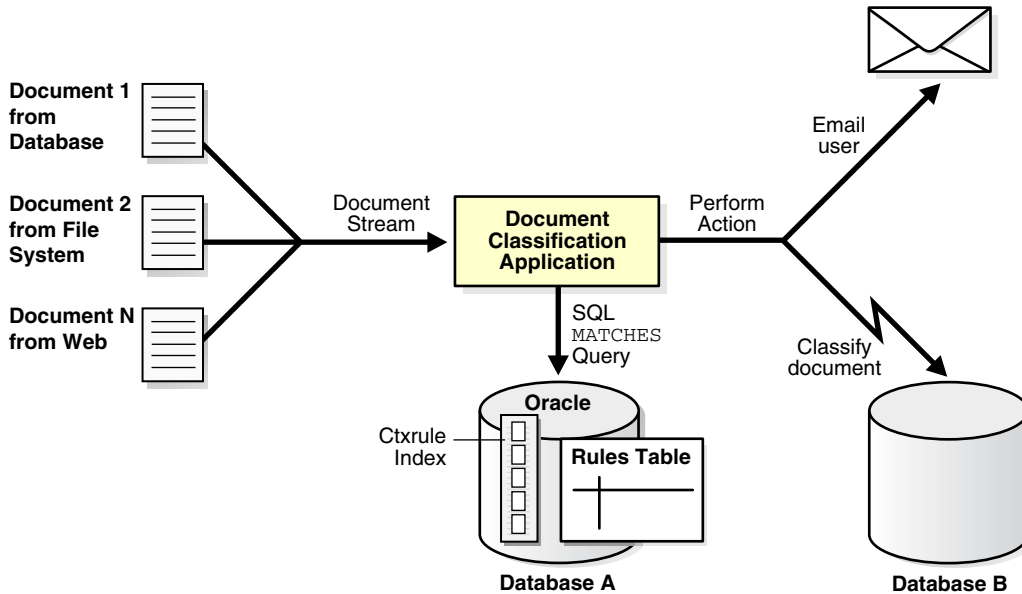 Document 1
from
Database
Document 2
from File
System
Document N
from Web
Document
Stream
Document
Classification
Application
Perform
Action
Email
user
Classify
document
SQL
MATCHES
Query
Oracle
Ctxrule
Index
Rules Table
Database A
Database B